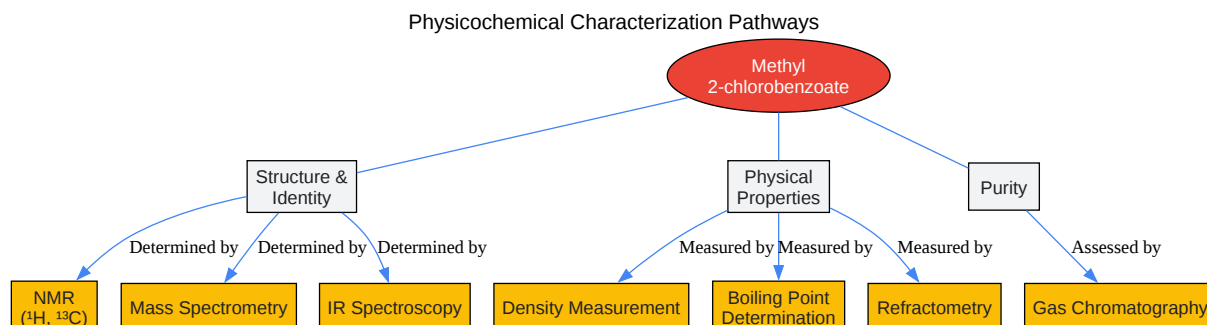 Physicochemical Characterization Pathways
Methyl
2-chlorobenzoate
Structure &
Identity
Physical
Properties
Purity
Determined by
Determined by
Determined by
Measured by
Measured by
Measured by
Assessed by
NMR
(¹H, ¹³C)
Mass Spectrometry
IR Spectroscopy
Density Measurement
Boiling Point
Determination
Refractometry
Gas Chromatography